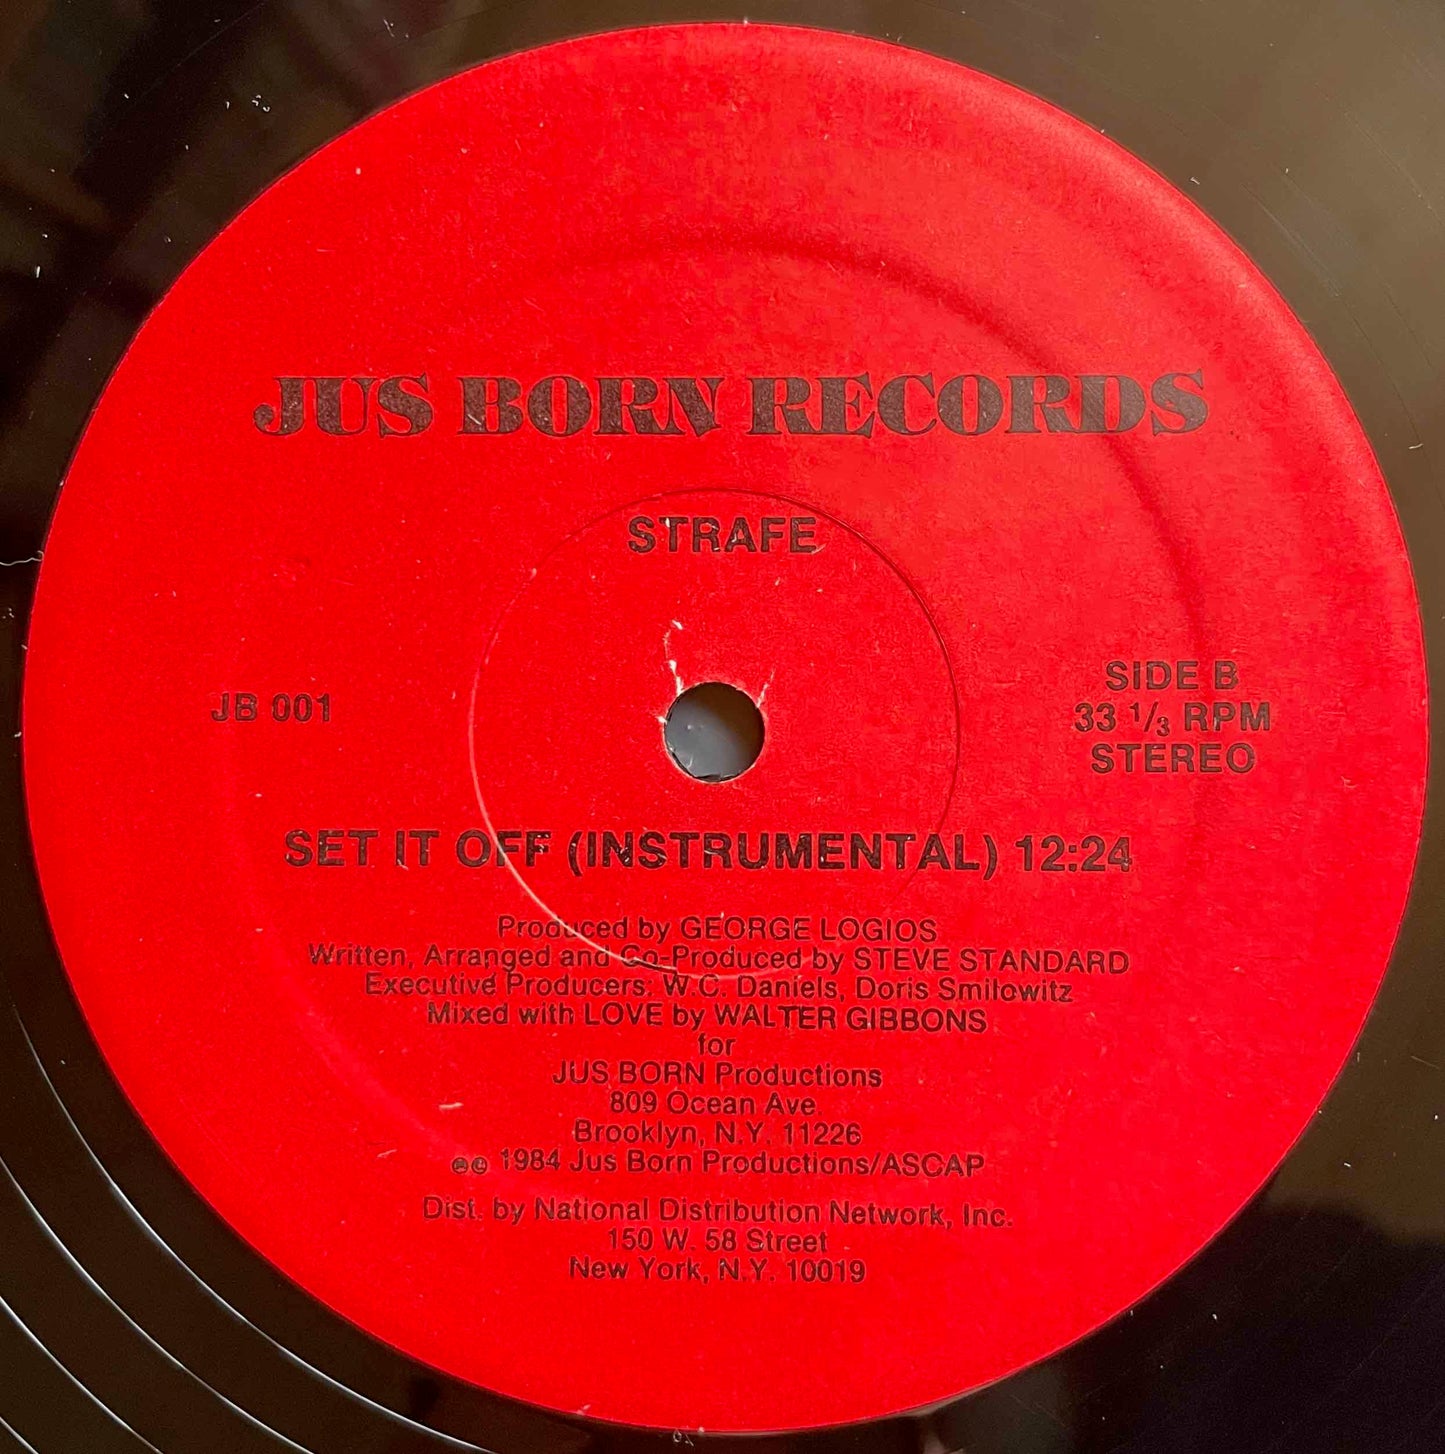 JUS BORN RECORDS
STRAFE
JB 001
SIDE B
33 1/3 RPM
STEREO
SET IT OFF (INSTRUMENTAL) 12:24
Produced by GEORGE LOGIOS
Written, Arranged and Co-Produced by STEVE STANDARD
Executive Producers; W.C. Daniels, Doris Smilowitz
Mixed with LOVE by WALTER GIBBONS
for
JUS BORN Productions
809 Ocean Ave.
Brooklyn, N.Y. 11226
℗© 1984 Jus Born Productions/ASCAP
Dist. by National Distribution Network, Inc.
150 W. 58 Street
New York, N.Y. 10019